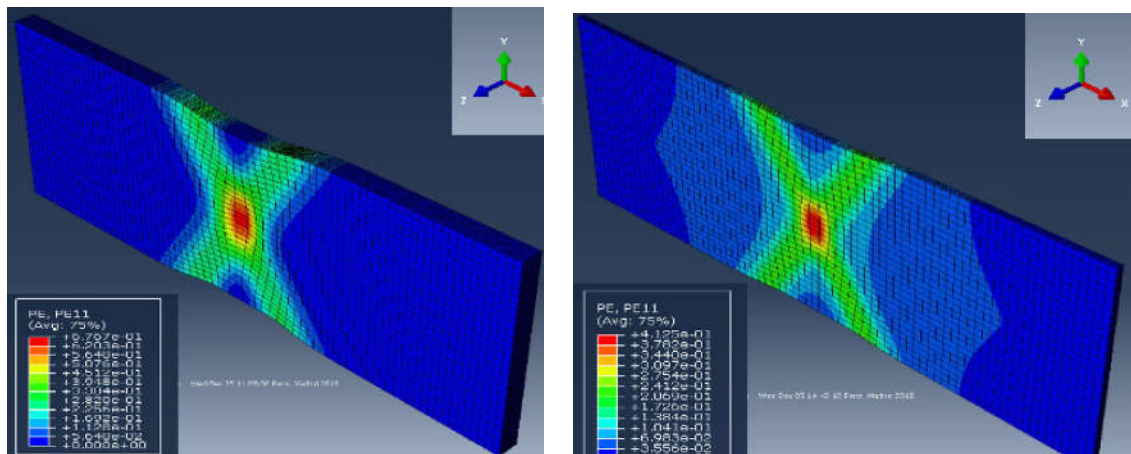 Y
Z
PE, PE11
(Avg: 75%)
+6.767e-01
+6.203e-01
+5.640e-01
+5.076e-01
+4.512e-01
+3.948e-01
+3.384e-01
+2.820e-01
+2.256e-01
+1.692e-01
+1.128e-01
+5.640e-02
+0.000e+00
Y
Z
X
PE, PE11
(Avg: 75%)
+4.125e-01
+3.782e-01
+3.440e-01
+3.097e-01
+2.754e-01
+2.412e-01
+2.069e-01
+1.726e-01
+1.384e-01
+1.041e-01
+6.983e-02
+3.556e-02